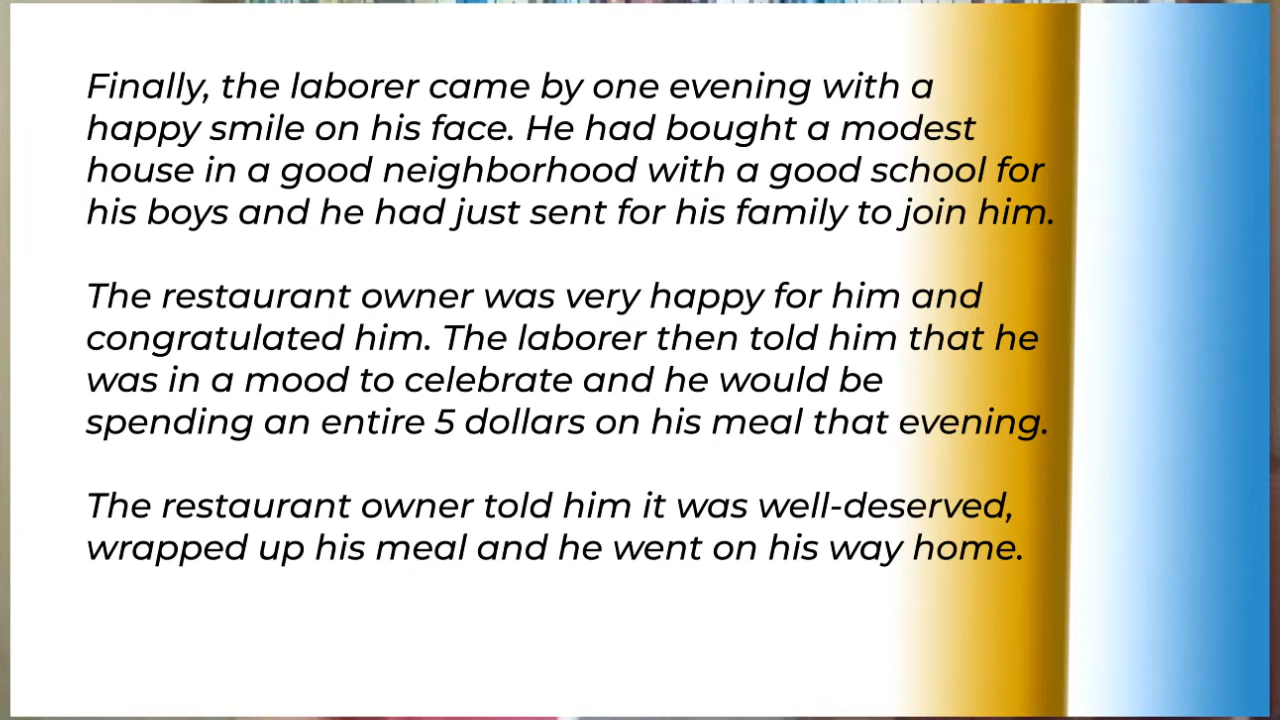 Finally, the laborer came by one evening with a
happy smile on his face. He had bought a modest
house in a good neighborhood with a good school for
his boys and he had just sent for his family to join him.
The restaurant owner was very happy for him and
congratulated him. The laborer then told him that he
was in a mood to celebrate and he would be
spending an entire 5 dollars on his meal that evening.
The restaurant owner told him it was well-deserved,
wrapped up his meal and he went on his way home.